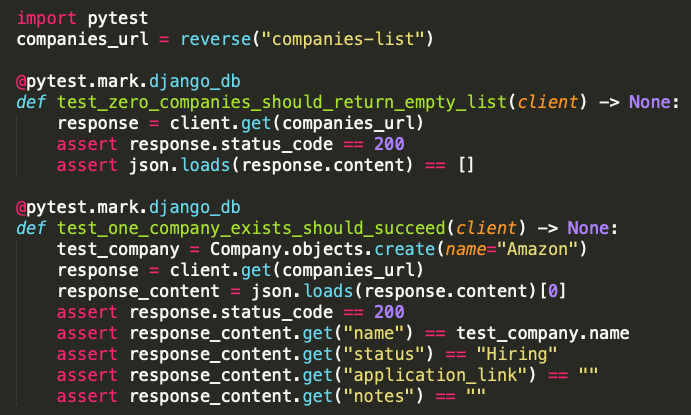 import pytest
companies_url = reverse("companies-list")
@pytest.mark.django_db
def test_zero_companies_should_return_empty_list(client) -> None:
response = client.get(companies_url)
assert response.status_code == 200
assert json.loads(response.content) == []
@pytest.mark.django_db
def test_one_company_exists_should_succeed(client) -> None:
test_company = Company.objects.create(name="Amazon")
response = client.get(companies_url)
response_content = json.loads(response.content)[0]
assert response.status_code == 200
assert response_content.get("name") == test_company.name
assert response_content.get("status") == "Hiring"
assert response_content.get("application_link") == ""
assert response_content.get("notes") == ""